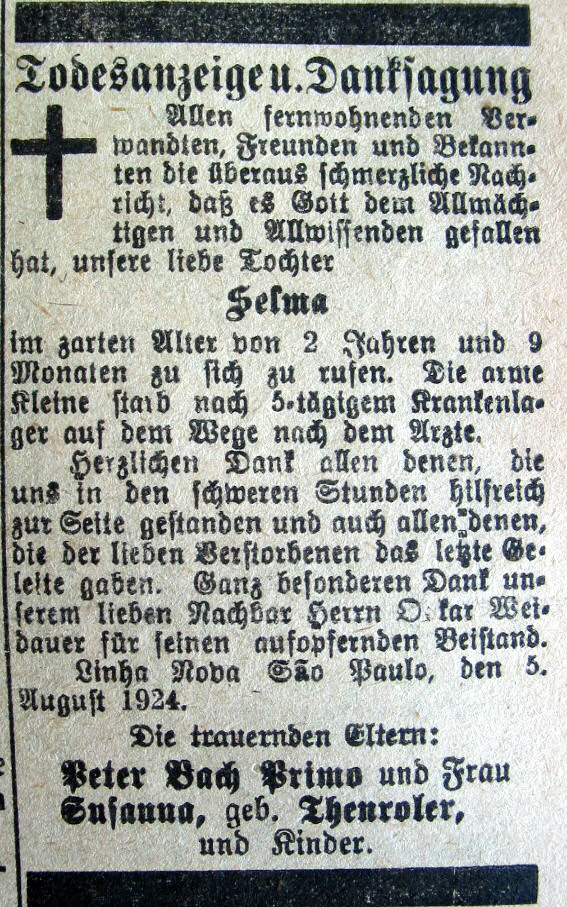 Todesanzeige u. Danksagung
Allen fernwohnenden Ver-
wandten, Freunden und Bekann-
ten die überaus schmerzliche Nach-
richt, daß es Gott dem Allmäch-
tigen und Allwissenden gefallen
hat, unsere liebe Tochter
Selma
im zarten Alter von 2 Jahren und 9
Monaten zu sich zu rufen. Die arme
Kleine starb nach 5-tägigem Krankenla-
ger auf dem Wege nach dem Arzte.
Herzlichen Dank allen denen, die
uns in den schweren Stunden hilfreich
zur Seite gestanden und auch allen denen,
die der lieben Verstorbenen das letzte Ge-
leite gaben. Ganz besonderen Dank un-
serem lieben Nachbar Herrn O.kar Wei-
dauer für seinen aufopfernden Beistand.
Linha Nova São Paulo, den 5.
August 1924.
Die trauernden Eltern:
Peter Bach Primo und Frau
Susanna, geb. Thenroler,
und Kinder.